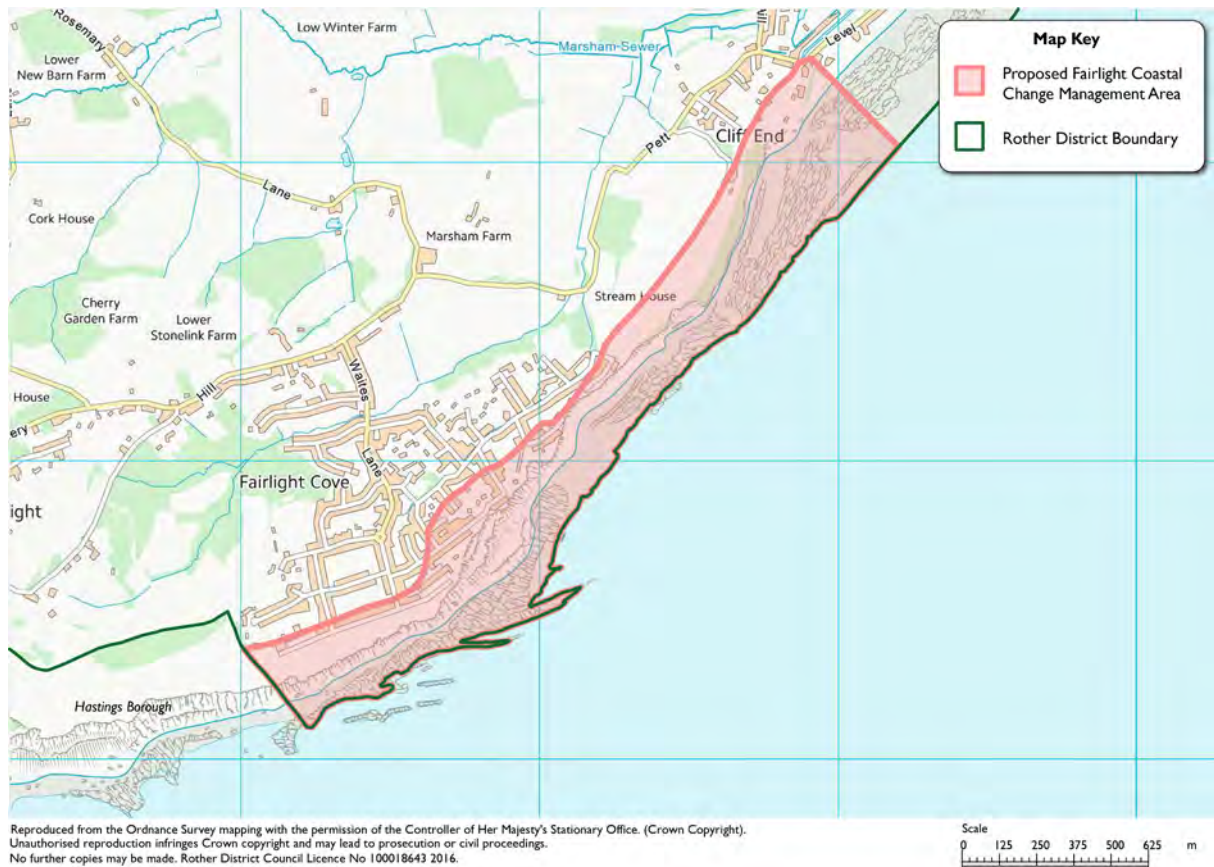 Rosemary
Low Winter Farm
Marsham Sewer
Level
Lower
New Barn Farm
Pett
Cliff End
Lane
Cork House
Marsham Farm
Stream House
Cherry
Garden Farm
Lower
Stonelink Farm
Waites
Lane
House
Hill
ery
Fairlight Cove
ight
Hastings Borough
Map Key
Proposed Fairlight Coastal
Change Management Area
Rother District Boundary
Reproduced from the Ordnance Survey mapping with the permission of the Controller of Her Majesty's Stationary Office. (Crown Copyright).
Unauthorised reproduction infringes Crown copyright and may lead to prosecution or civil proceedings.
No further copies may be made. Rother District Council Licence No 100018643 2016.
Scale
0 125 250 375 500 625 m